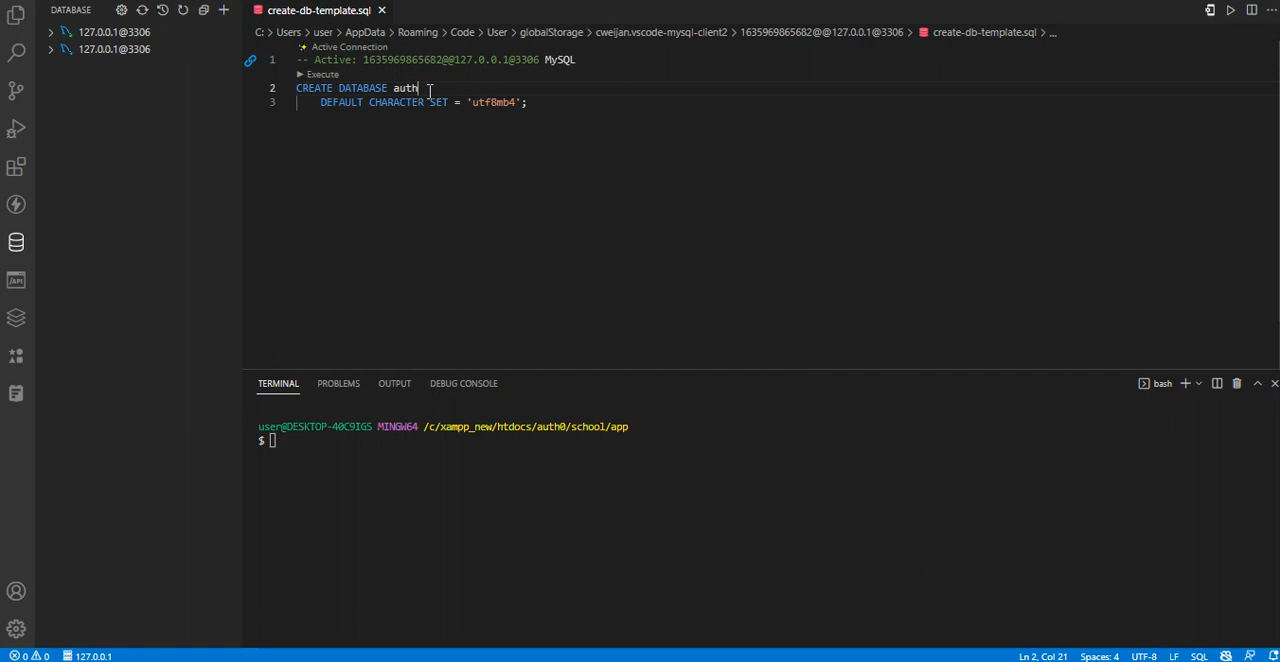 DATABASE
127.0.0.1@3306
127.0.0.1@3306
create-db-template.sql
C: > Users > user > AppData > Roaming > Code > User > globalStorage > cweijan.vscode-mysql-client2 > 1635969865682@@127.0.0.1@3306 > create-db-template.sql > ...
Active Connection
1 -- Active: 1635969865682@@127.0.0.1@3306 MySQL
Execute
2 CREATE DATABASE auth
3 DEFAULT CHARACTER SET = 'utf8mb4';
/API
TERMINAL PROBLEMS OUTPUT DEBUG CONSOLE bash
user@DESKTOP-40C9IGS MINGW64 /c/xampp_new/htdocs/auth0/school/app
$
0 0 127.0.0.1 Ln 2, Col 21 Spaces: 4 UTF-8 LF SQL